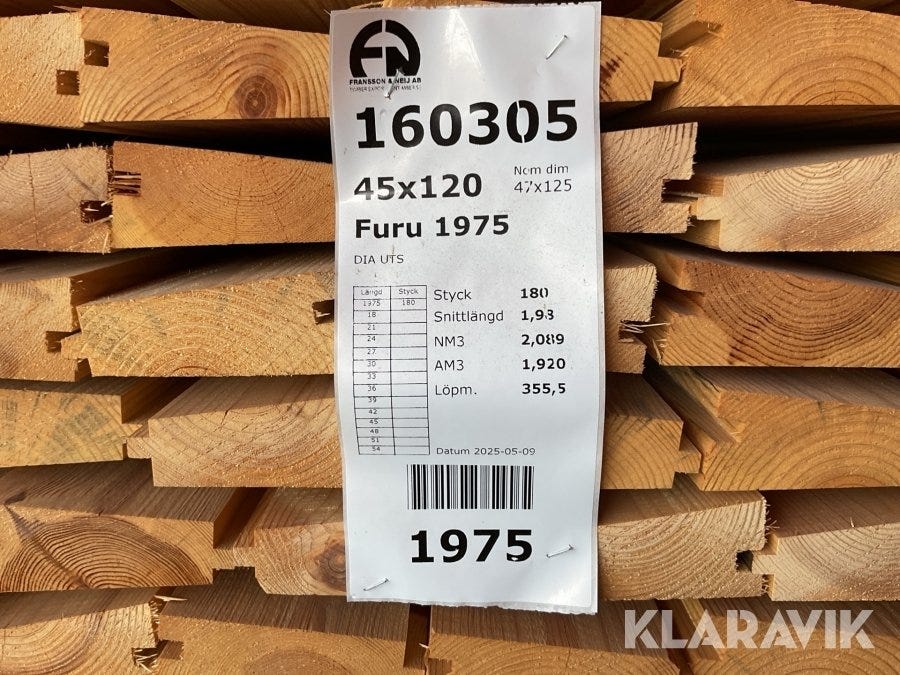 FN
FRANSSON & NEIJ AB
160305
45x120
Nom dim
47x125
Furu 1975
DIA UTS
Längd Styck
1975 180
18
21
24
27
30
33
36
39
42
45
48
51
54
Styck 180
Snittlängd 1,98
NM3 2,089
AM3 1,920
Löpm. 355,5
Datum 2025-05-09
1975
KLARAVIK